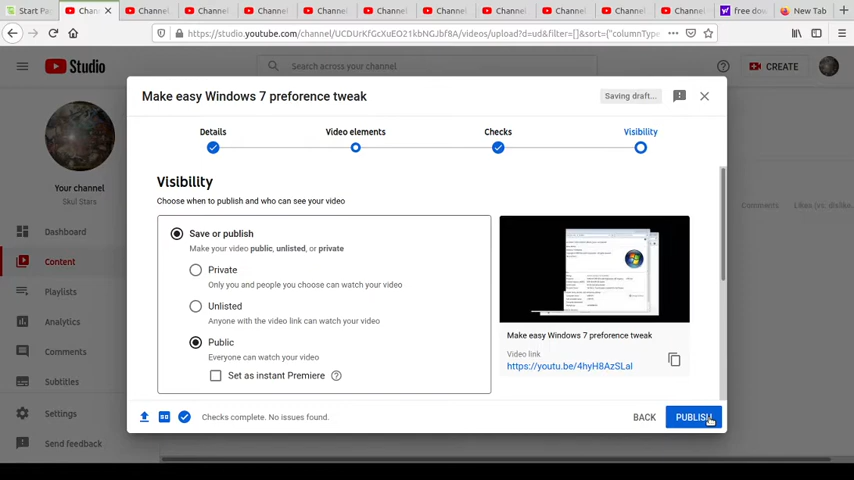 Start Pa
Chann
Channel
Channel
Channel
Channel
Channel
Channel
Channel
Channel
free dow
New Tab
https://studio.youtube.com/channel/UCDUrKfGcXuEO21kbNGJbf8A/videos/upload?d=ud&filter=[]&sort={"columnType
Studio
Search across your channel
CREATE
Make easy Windows 7 preforence tweak
Saving draft...
Details
Video elements
Checks
Visibility
Your channel
Skul Stars
Dashboard
Content
Playlists
Analytics
Comments
Subtitles
Settings
Send feedback
Visibility
Choose when to publish and who can see your video
Save or publish
Make your video public, unlisted, or private
Private
Only you and people you choose can watch your video
Unlisted
Anyone with the video link can watch your video
Public
Everyone can watch your video
Set as instant Premiere
Make easy Windows 7 preforence tweak
Video link
https://youtu.be/4hyH8AzSLaI
Comments
Likes (vs. dislike
Checks complete. No issues found.
BACK
PUBLISH